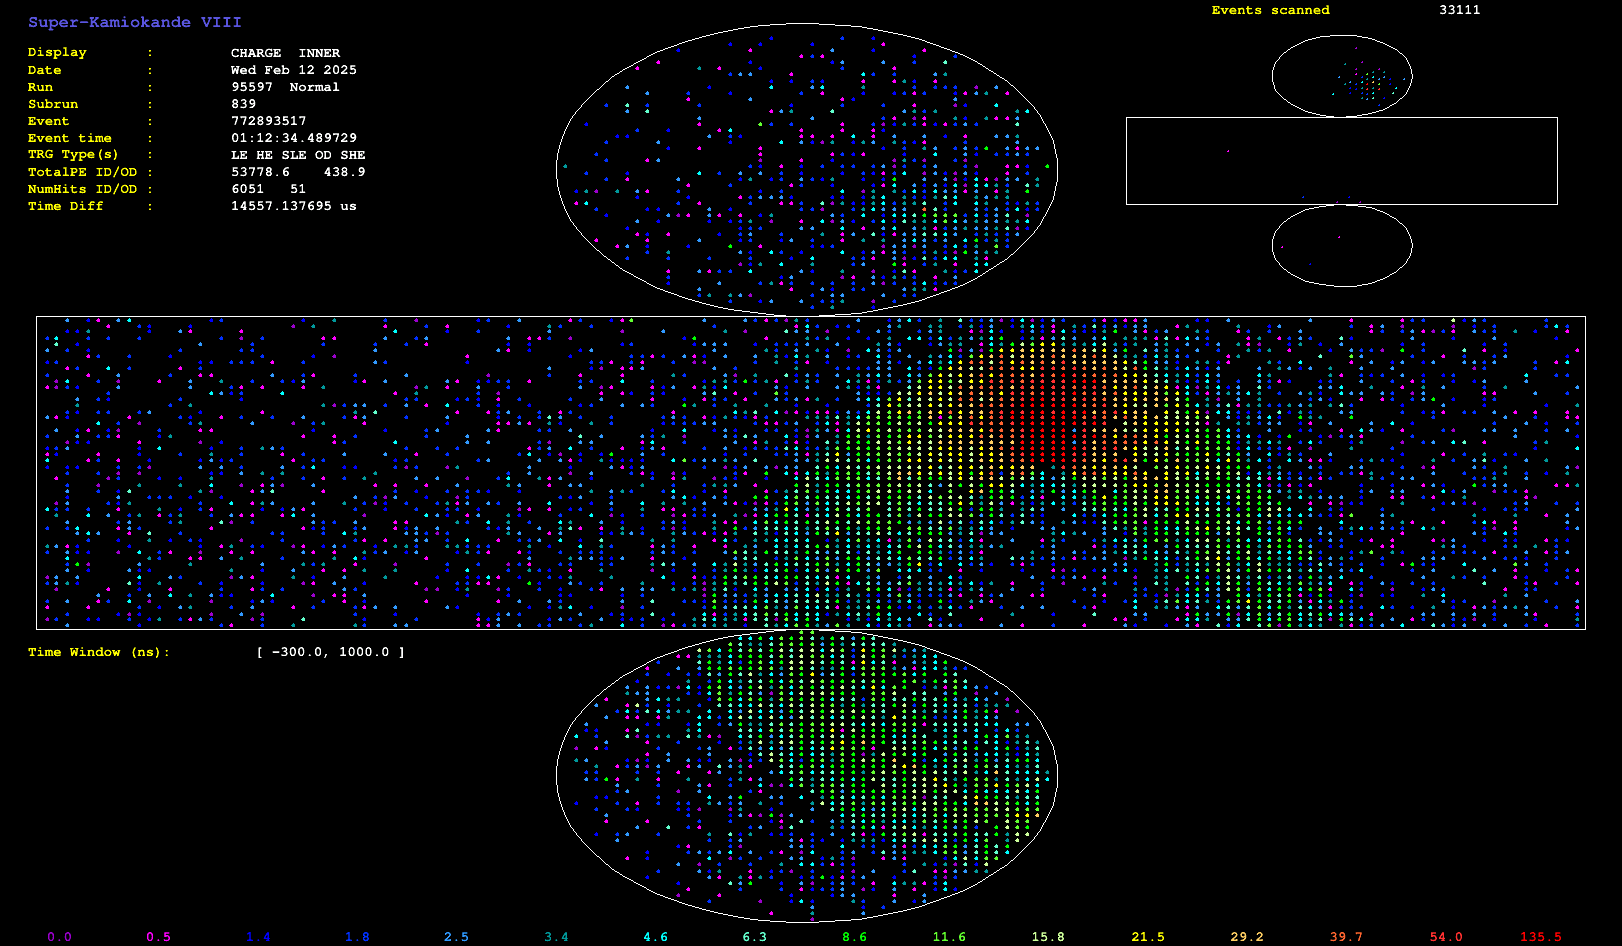 Super-Kamiokande VIII
Events scanned 33111
Display : CHARGE INNER
Date : Wed Feb 12 2025
Run : 95597 Normal
Subrun : 839
Event : 772893517
Event time : 01:12:34.489729
TRG Type(s) : LE HE SLE OD SHE
TotalPE ID/OD : 53778.6 438.9
NumHits ID/OD : 6051 51
Time Diff : 14557.137695 us
Time Window (ns): [ -300.0, 1000.0 ]
0.0 0.5 1.4 1.8 2.5 3.4 4.6 6.3 8.6 11.6 15.8 21.5 29.2 39.7 54.0 135.5